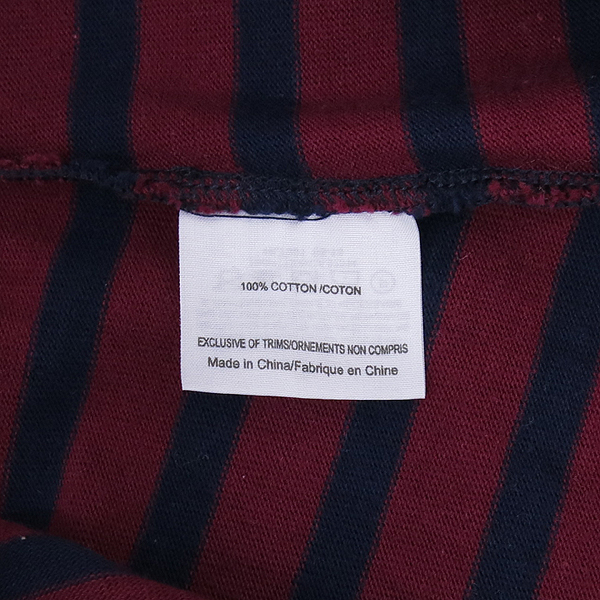 100% COTTON /COTON
EXCLUSIVE OF TRIMS/ORNEMENTS NON COMPRIS
Made in China/Fabrique en Chine